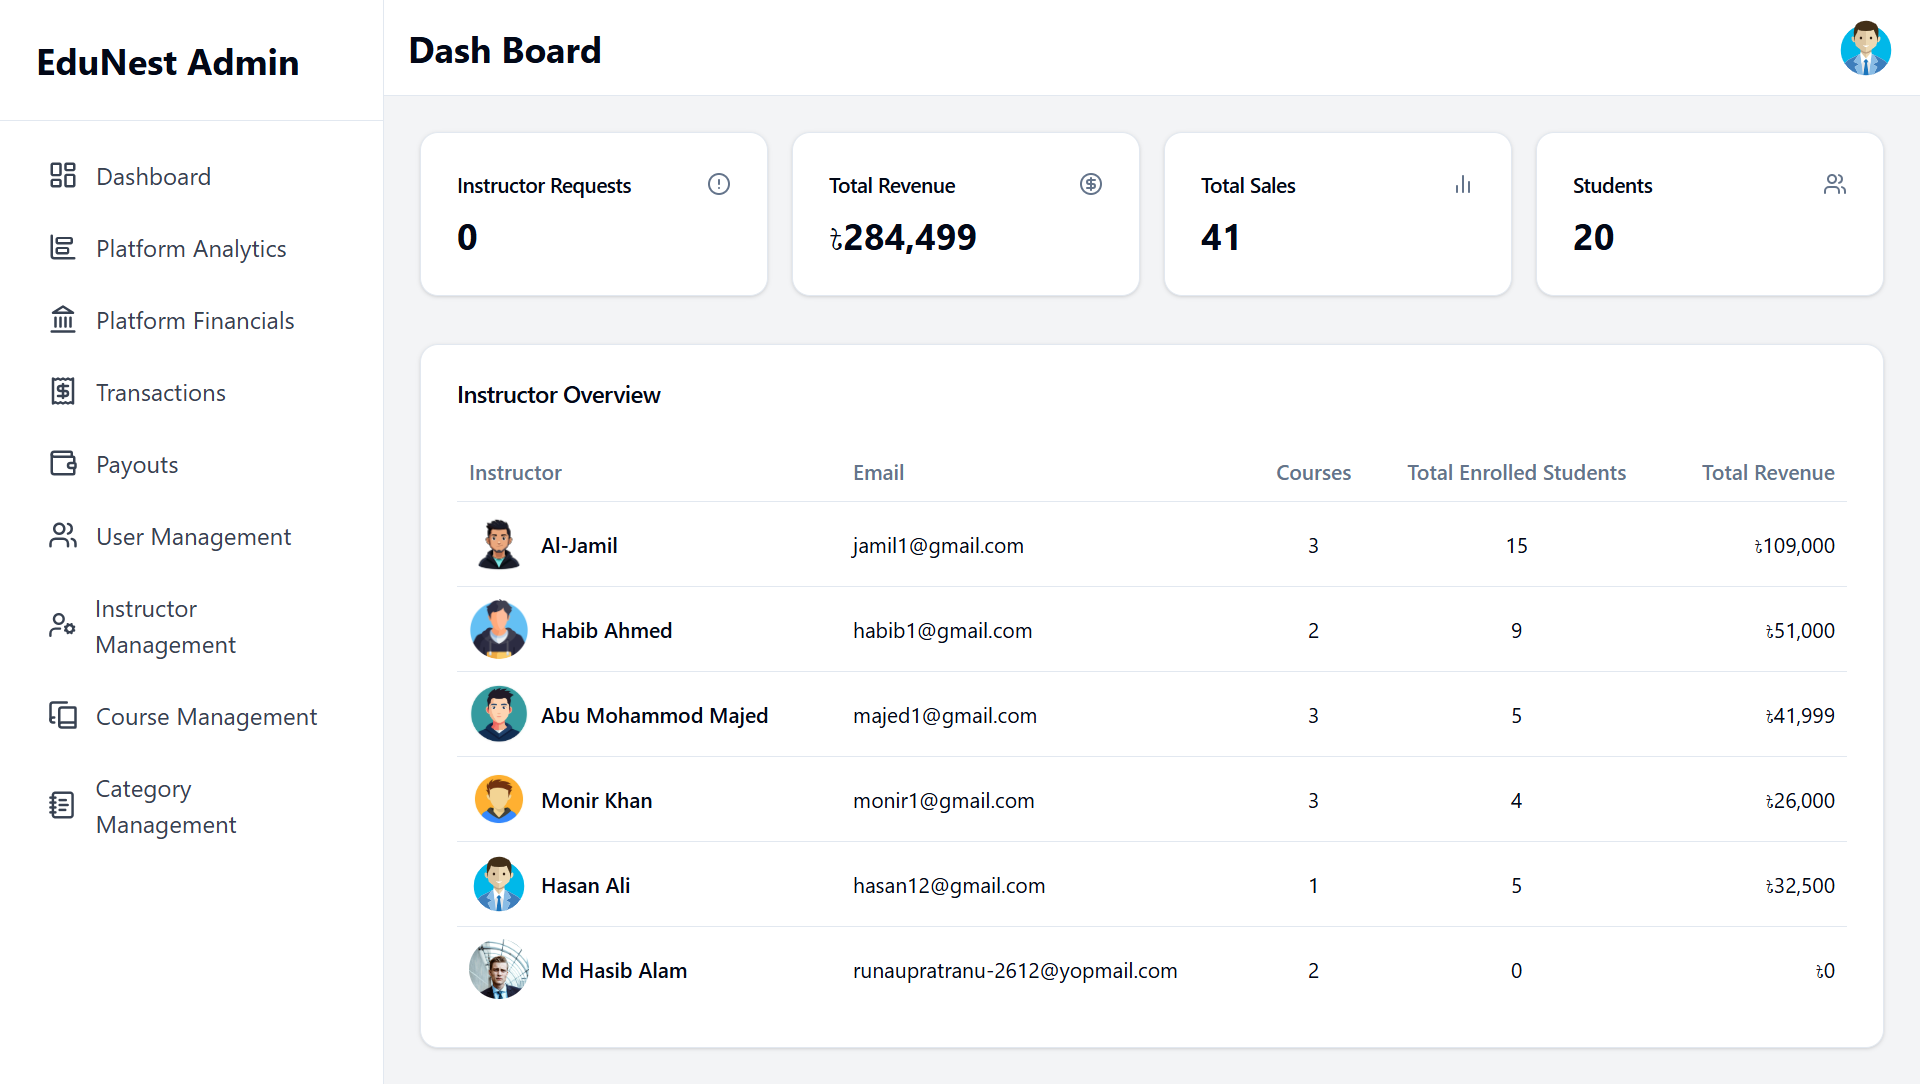 EduNest Admin
Dash Board
Dashboard
Platform Analytics
Platform Financials
Transactions
Payouts
User Management
Instructor
Management
Course Management
Category
Management
Instructor Requests
0
Total Revenue
৳284,499
Total Sales
41
Students
20
Instructor Overview
Instructor Email Courses Total Enrolled Students Total Revenue
Al-Jamil jamil1@gmail.com 3 15 ৳109,000
Habib Ahmed habib1@gmail.com 2 9 ৳51,000
Abu Mohammod Majed majed1@gmail.com 3 5 ৳41,999
Monir Khan monir1@gmail.com 3 4 ৳26,000
Hasan Ali hasan12@gmail.com 1 5 ৳32,500
Md Hasib Alam runaupratranu-2612@yopmail.com 2 0 ৳0